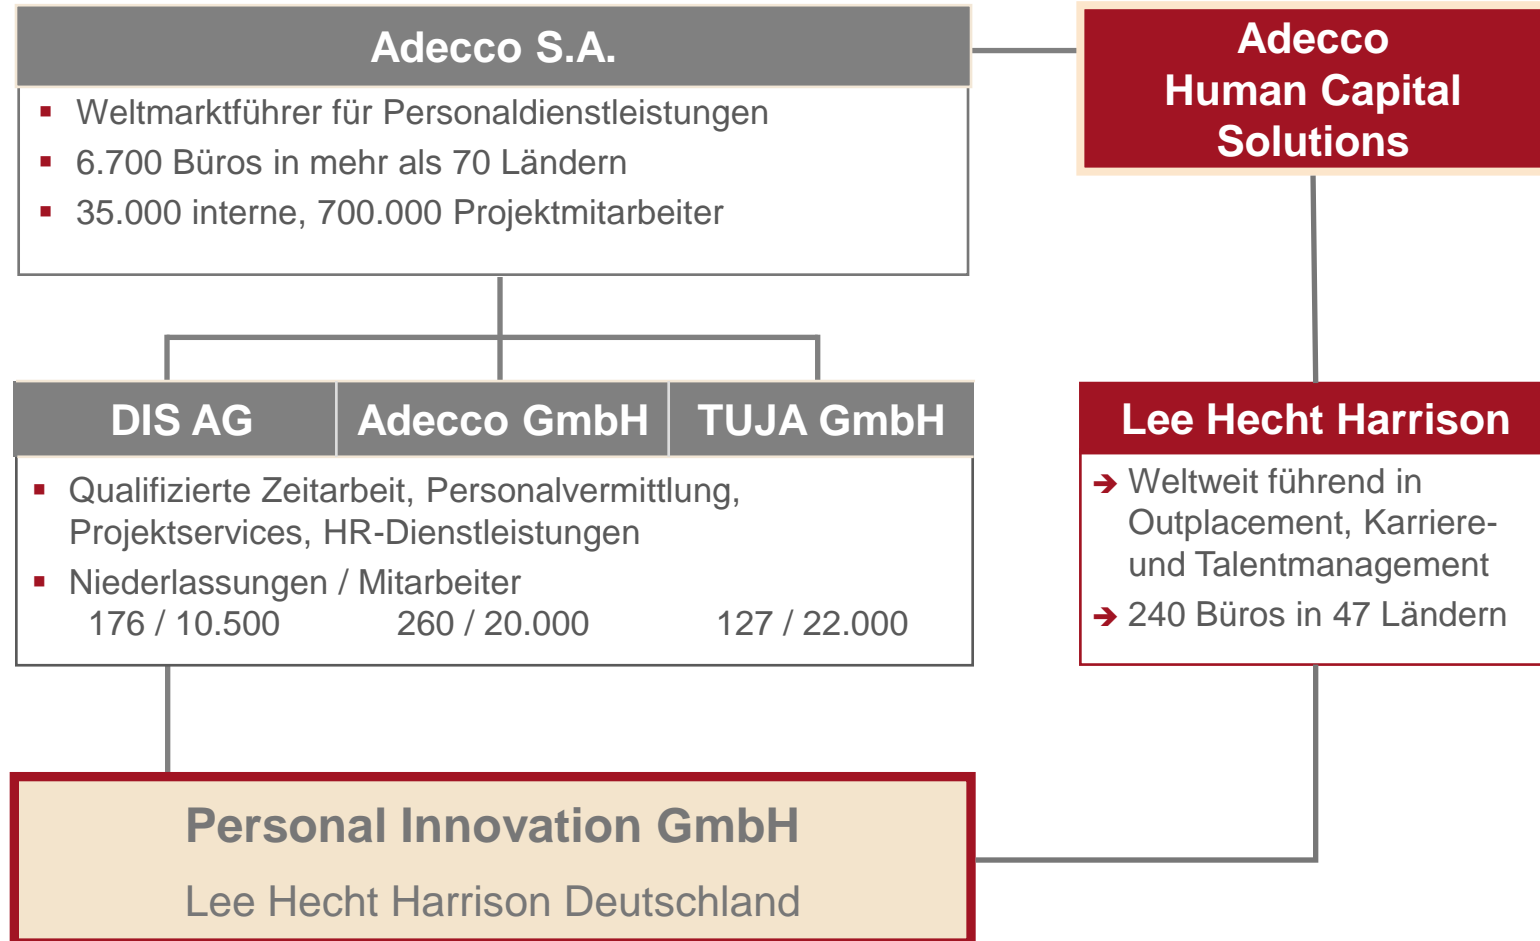 Adecco S.A.
▪ Weltmarktführer für Personaldienstleistungen
▪ 6.700 Büros in mehr als 70 Ländern
▪ 35.000 interne, 700.000 Projektmitarbeiter
Adecco
Human Capital
Solutions
DIS AG
Adecco GmbH
TUJA GmbH
▪ Qualifizierte Zeitarbeit, Personalvermittlung,
Projektservices, HR-Dienstleistungen
▪ Niederlassungen / Mitarbeiter
176 / 10.500 260 / 20.000 127 / 22.000
Lee Hecht Harrison
➔ Weltweit führend in
Outplacement, Karriere-
und Talentmanagement
➔ 240 Büros in 47 Ländern
Personal Innovation GmbH
Lee Hecht Harrison Deutschland